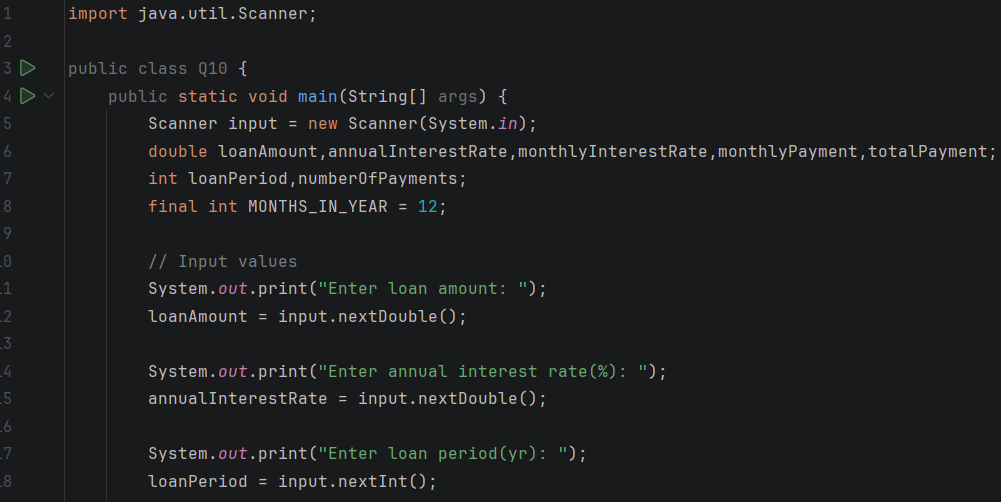 1 import java.util.Scanner;
2
3 public class Q10 {
4 public static void main(String[] args) {
5 Scanner input = new Scanner(System.in);
6 double loanAmount,annualInterestRate,monthlyInterestRate,monthlyPayment,totalPayment;
7 int loanPeriod,numberOfPayments;
8 final int MONTHS_IN_YEAR = 12;
9
10 // Input values
11 System.out.print("Enter loan amount: ");
12 loanAmount = input.nextDouble();
13
14 System.out.print("Enter annual interest rate(%): ");
15 annualInterestRate = input.nextDouble();
16
17 System.out.print("Enter loan period(yr): ");
18 loanPeriod = input.nextInt();